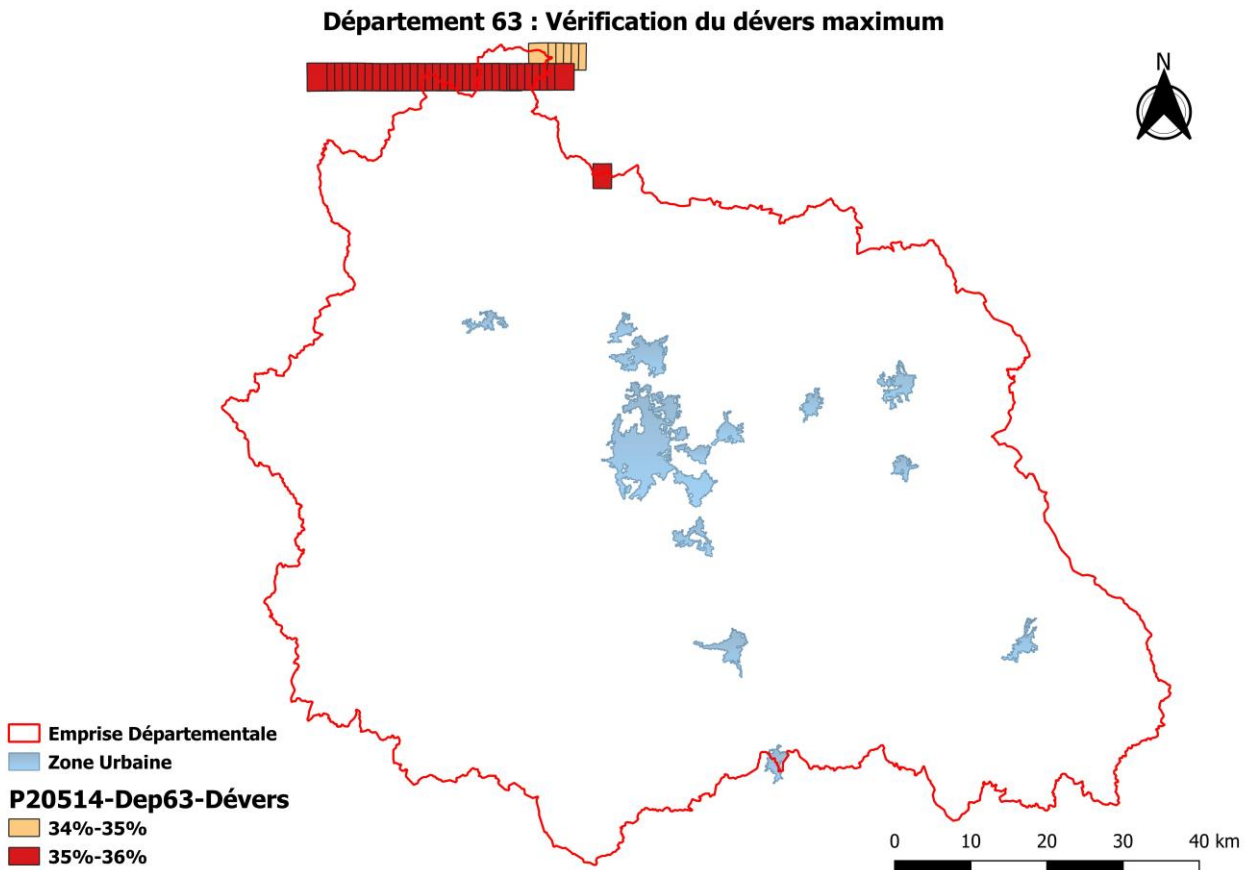 Département 63 : Vérification du dévers maximum
N
Emprise Départementale
Zone Urbaine
P20514-Dep63-Dévers
34%-35%
35%-36%
0 10 20 30 40 km